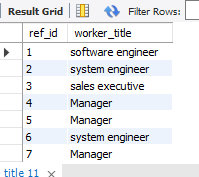 Result Grid Filter Rows:
ref_id worker_title
1 software engineer
2 system engineer
3 sales executive
4 Manager
5 Manager
6 system engineer
7 Manager
title 11